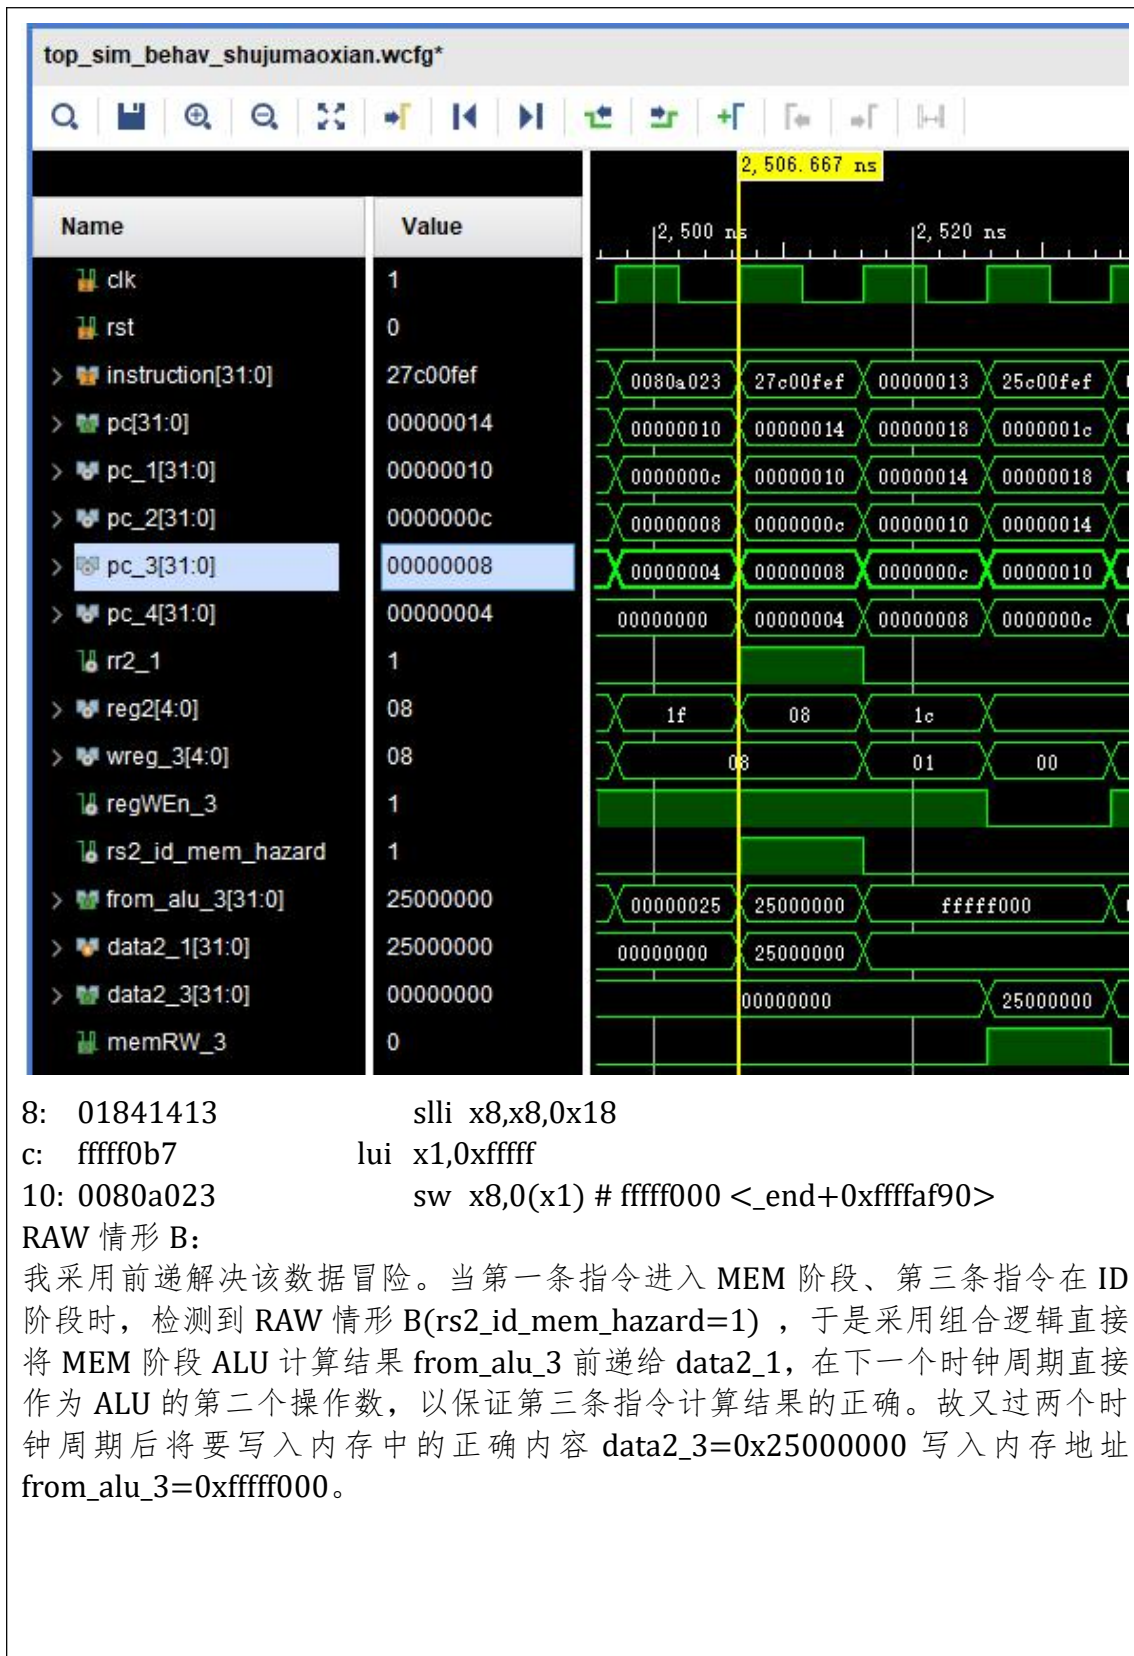 top_sim_behav_shujumaoxian.wcfg*
2,506.667 ns
Name Value 2,500 ns 2,520 ns
clk 1
rst 0
instruction[31:0] 27c00fef 0080a023 27c00fef 00000013 25c00fef
pc[31:0] 00000014 00000010 00000014 00000018 0000001c
pc_1[31:0] 00000010 0000000c 00000010 00000014 00000018
pc_2[31:0] 0000000c 00000008 0000000c 00000010 00000014
pc_3[31:0] 00000008 00000004 00000008 0000000c 00000010
pc_4[31:0] 00000004 00000000 00000004 00000008 0000000c
rr2_1 1
reg2[4:0] 08 1f 08 1c
wreg_3[4:0] 08 08 01 00
regWEn_3 1
rs2_id_mem_hazard 1
from_alu_3[31:0] 25000000 00000025 25000000 fffff000
data2_1[31:0] 25000000 00000000 25000000
data2_3[31:0] 00000000 00000000 25000000
memRW_3 0
8: 01841413 slli x8,x8,0x18
c: fffff0b7 lui x1,0xfffff
10: 0080a023 sw x8,0(x1) # fffff000 <_end+0xffffaf90>
RAW 情形 B：
我采用前递解决该数据冒险。当第一条指令进入 MEM 阶段、第三条指令在 ID
阶段时，检测到 RAW 情形 B(rs2_id_mem_hazard=1) ，于是采用组合逻辑直接
将 MEM 阶段 ALU 计算结果 from_alu_3 前递给 data2_1，在下一个时钟周期直接
作为 ALU 的第二个操作数，以保证第三条指令计算结果的正确。故又过两个时
钟周期后将要写入内存中的正确内容 data2_3=0x25000000 写入内存地址
from_alu_3=0xfffff000。